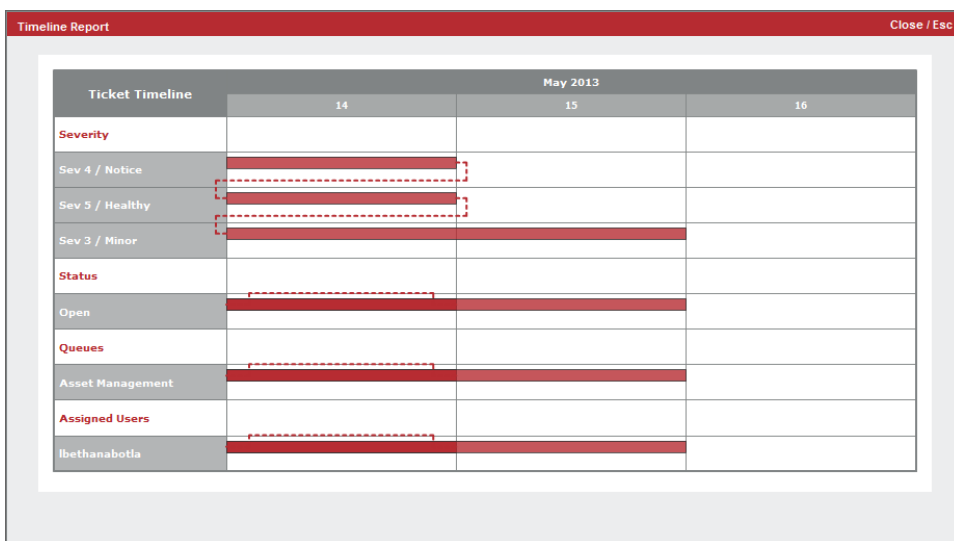 Timeline Report
Close / Esc
Ticket Timeline
May 2013
14
15
16
Severity
Sev 4 / Notice
Sev 5 / Healthy
Sev 3 / Minor
Status
Open
Queues
Asset Management
Assigned Users
lbethanabotla